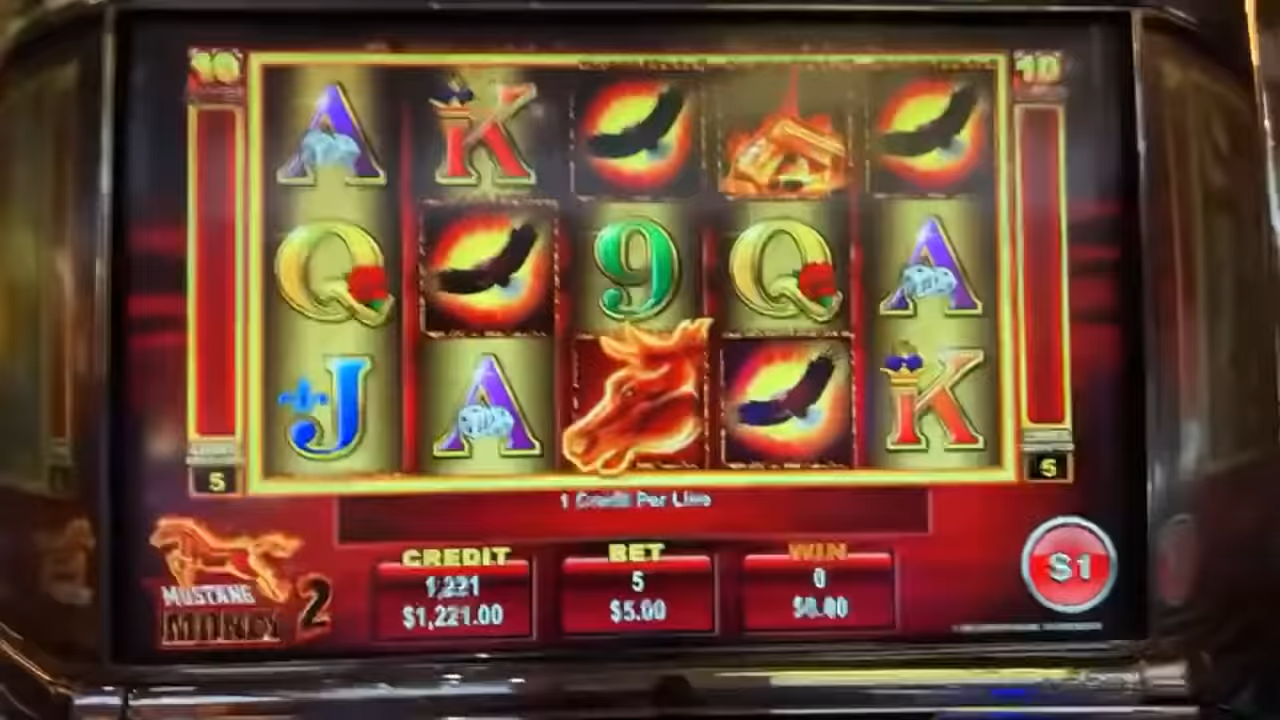 10 10
A K
Q 9 Q A
J A K
5 5
1 Credit Per Line
CREDIT BET WIN
1,221 5 0
$1,221.00 $5.00 $0.00
$1
MUSTANG
MONEY 2